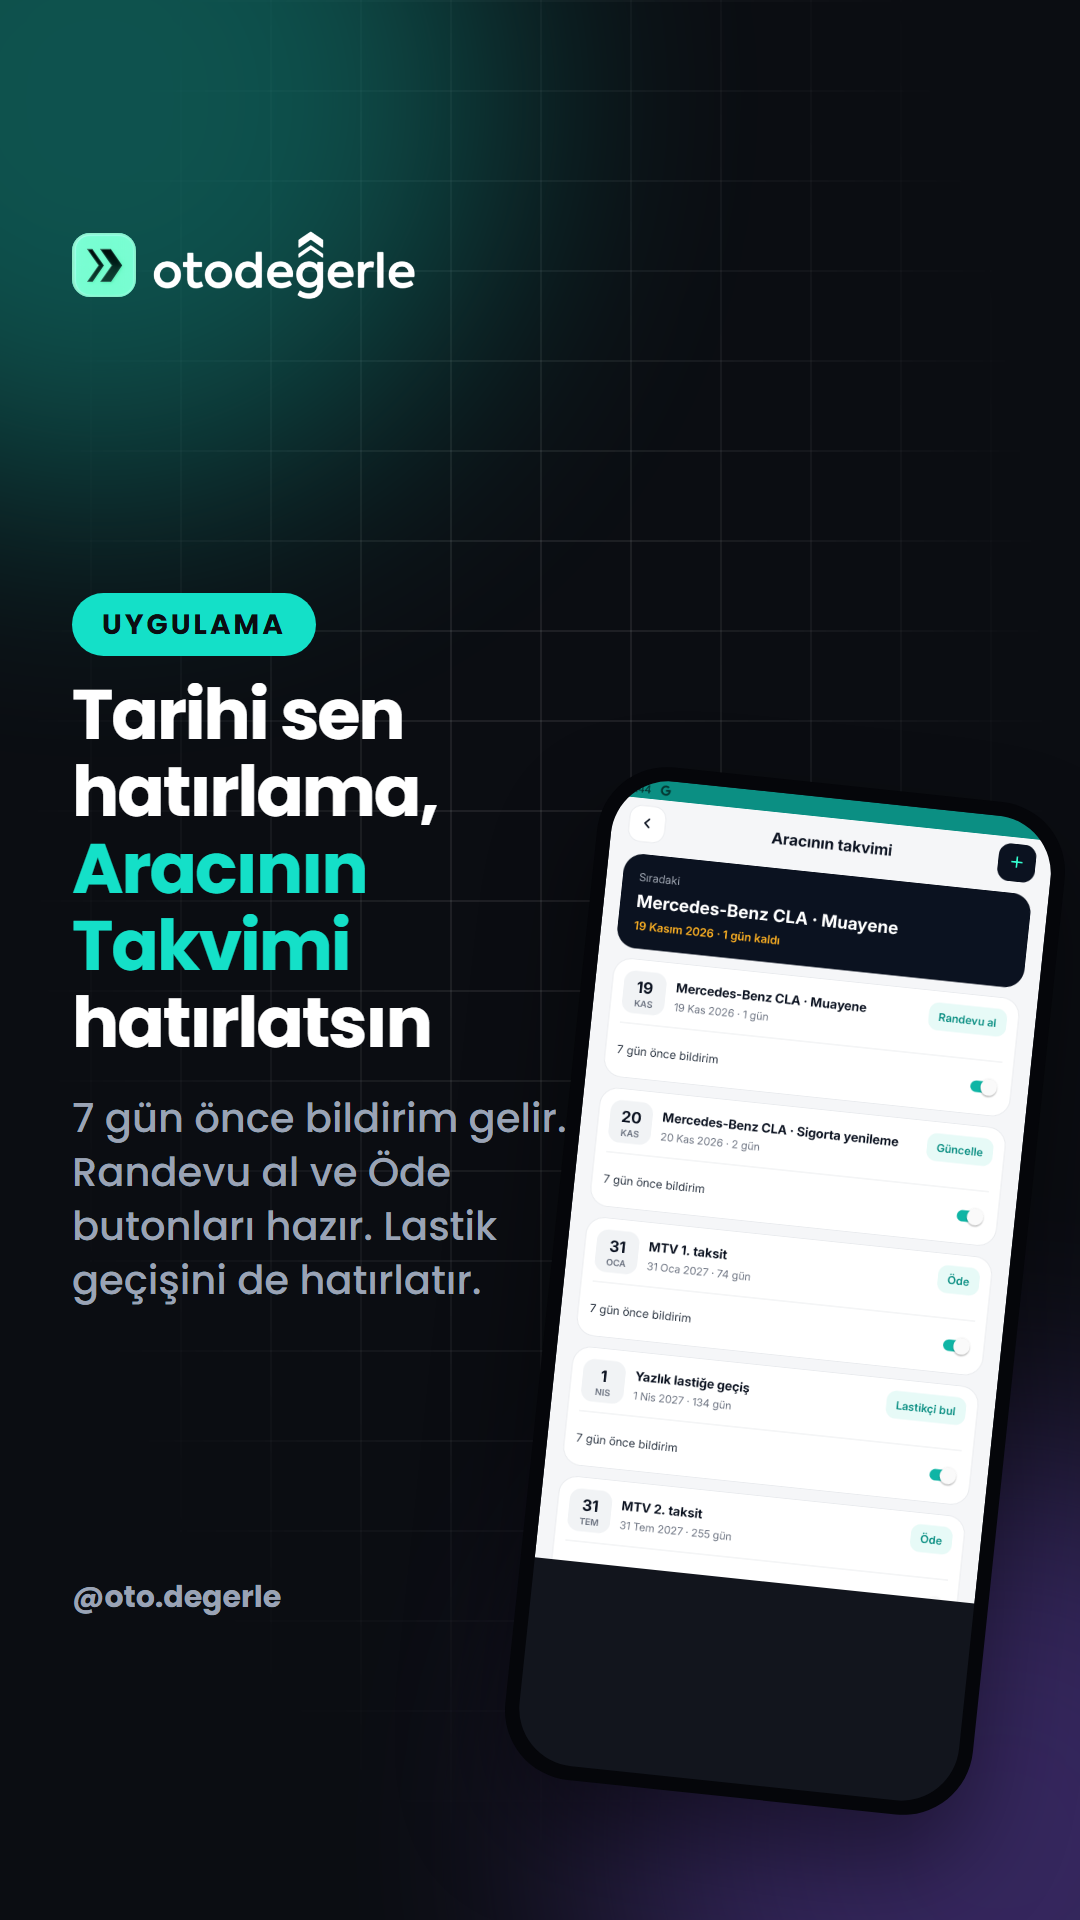 otodeğerle
UYGULAMA
Tarihi sen
hatırlama,
Aracının
Takvimi
hatırlatsın
7 gün önce bildirim gelir.
Randevu al ve Öde
butonları hazır. Lastik
geçişini de hatırlatır.
@oto.degerle
Aracının takvimi
Sıradaki
Mercedes-Benz CLA · Muayene
19 Kasım 2026 · 1 gün kaldı
19 KAS
Mercedes-Benz CLA · Muayene
19 Kas 2026 · 1 gün
Randevu al
7 gün önce bildirim
20 KAS
Mercedes-Benz CLA · Sigorta yenileme
20 Kas 2026 · 2 gün
Güncelle
7 gün önce bildirim
31 OCA
MTV 1. taksit
31 Oca 2027 · 74 gün
Öde
7 gün önce bildirim
1 NIS
Yazlık lastiğe geçiş
1 Nis 2027 · 134 gün
Lastikçi bul
7 gün önce bildirim
31 TEM
MTV 2. taksit
31 Tem 2027 · 255 gün
Öde